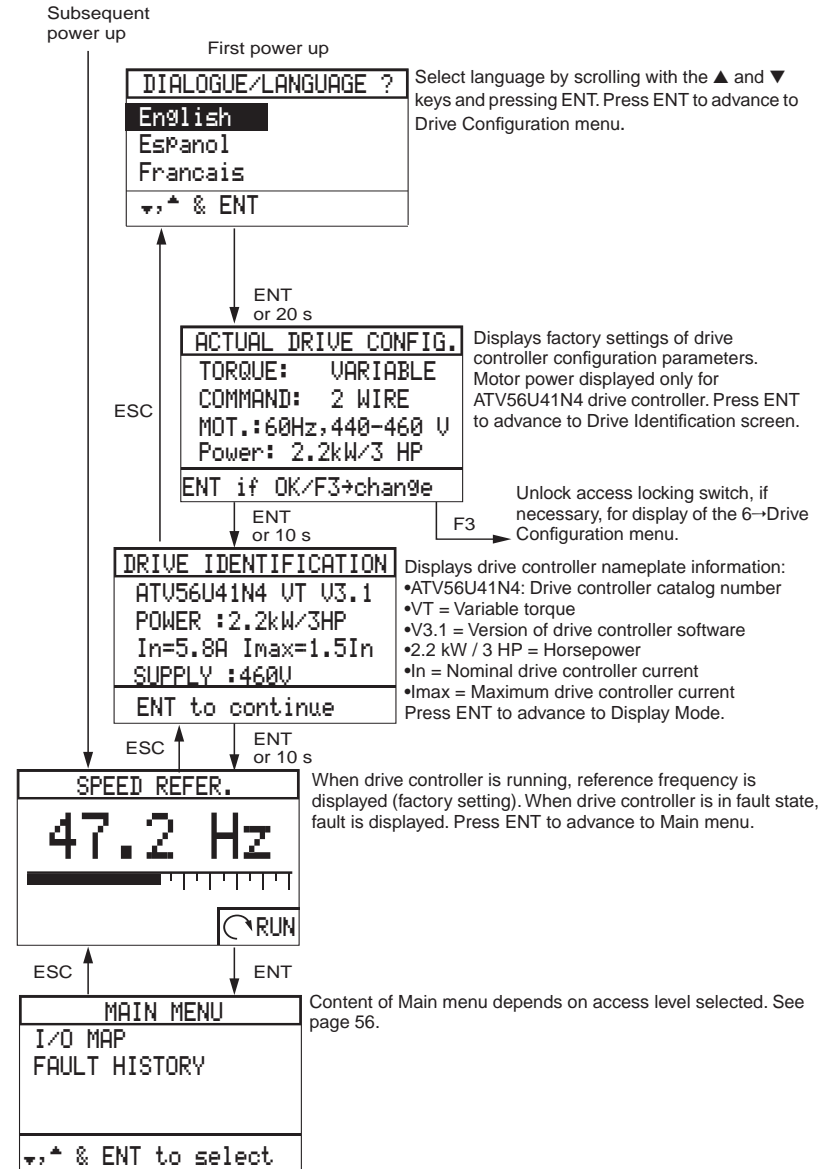 Subsequent
power up
First power up
DIALOGUE/LANGUAGE ?
English
Espanol
Francais
▼,▲ & ENT
Select language by scrolling with the ▲ and ▼
keys and pressing ENT. Press ENT to advance to
Drive Configuration menu.
ENT
or 20 s
ESC
ACTUAL DRIVE CONFIG.
TORQUE: VARIABLE
COMMAND: 2 WIRE
MOT.:60Hz,440-460 V
Power: 2.2kW/3 HP
ENT if OK/F3→change
Displays factory settings of drive
controller configuration parameters.
Motor power displayed only for
ATV56U41N4 drive controller. Press ENT
to advance to Drive Identification screen.
ENT
or 10 s
F3
Unlock access locking switch, if
necessary, for display of the 6→Drive
Configuration menu.
DRIVE IDENTIFICATION
ATV56U41N4 VT V3.1
POWER :2.2kW/3HP
In=5.8A Imax=1.5In
SUPPLY :460V
ENT to continue
Displays drive controller nameplate information:
•ATV56U41N4: Drive controller catalog number
•VT = Variable torque
•V3.1 = Version of drive controller software
•2.2 kW / 3 HP = Horsepower
•In = Nominal drive controller current
•Imax = Maximum drive controller current
Press ENT to advance to Display Mode.
ESC
ENT
or 10 s
SPEED REFER.
47.2 Hz
RUN
When drive controller is running, reference frequency is
displayed (factory setting). When drive controller is in fault state,
fault is displayed. Press ENT to advance to Main menu.
ESC
ENT
MAIN MENU
I/O MAP
FAULT HISTORY
▼,▲ & ENT to select
Content of Main menu depends on access level selected. See
page 56.